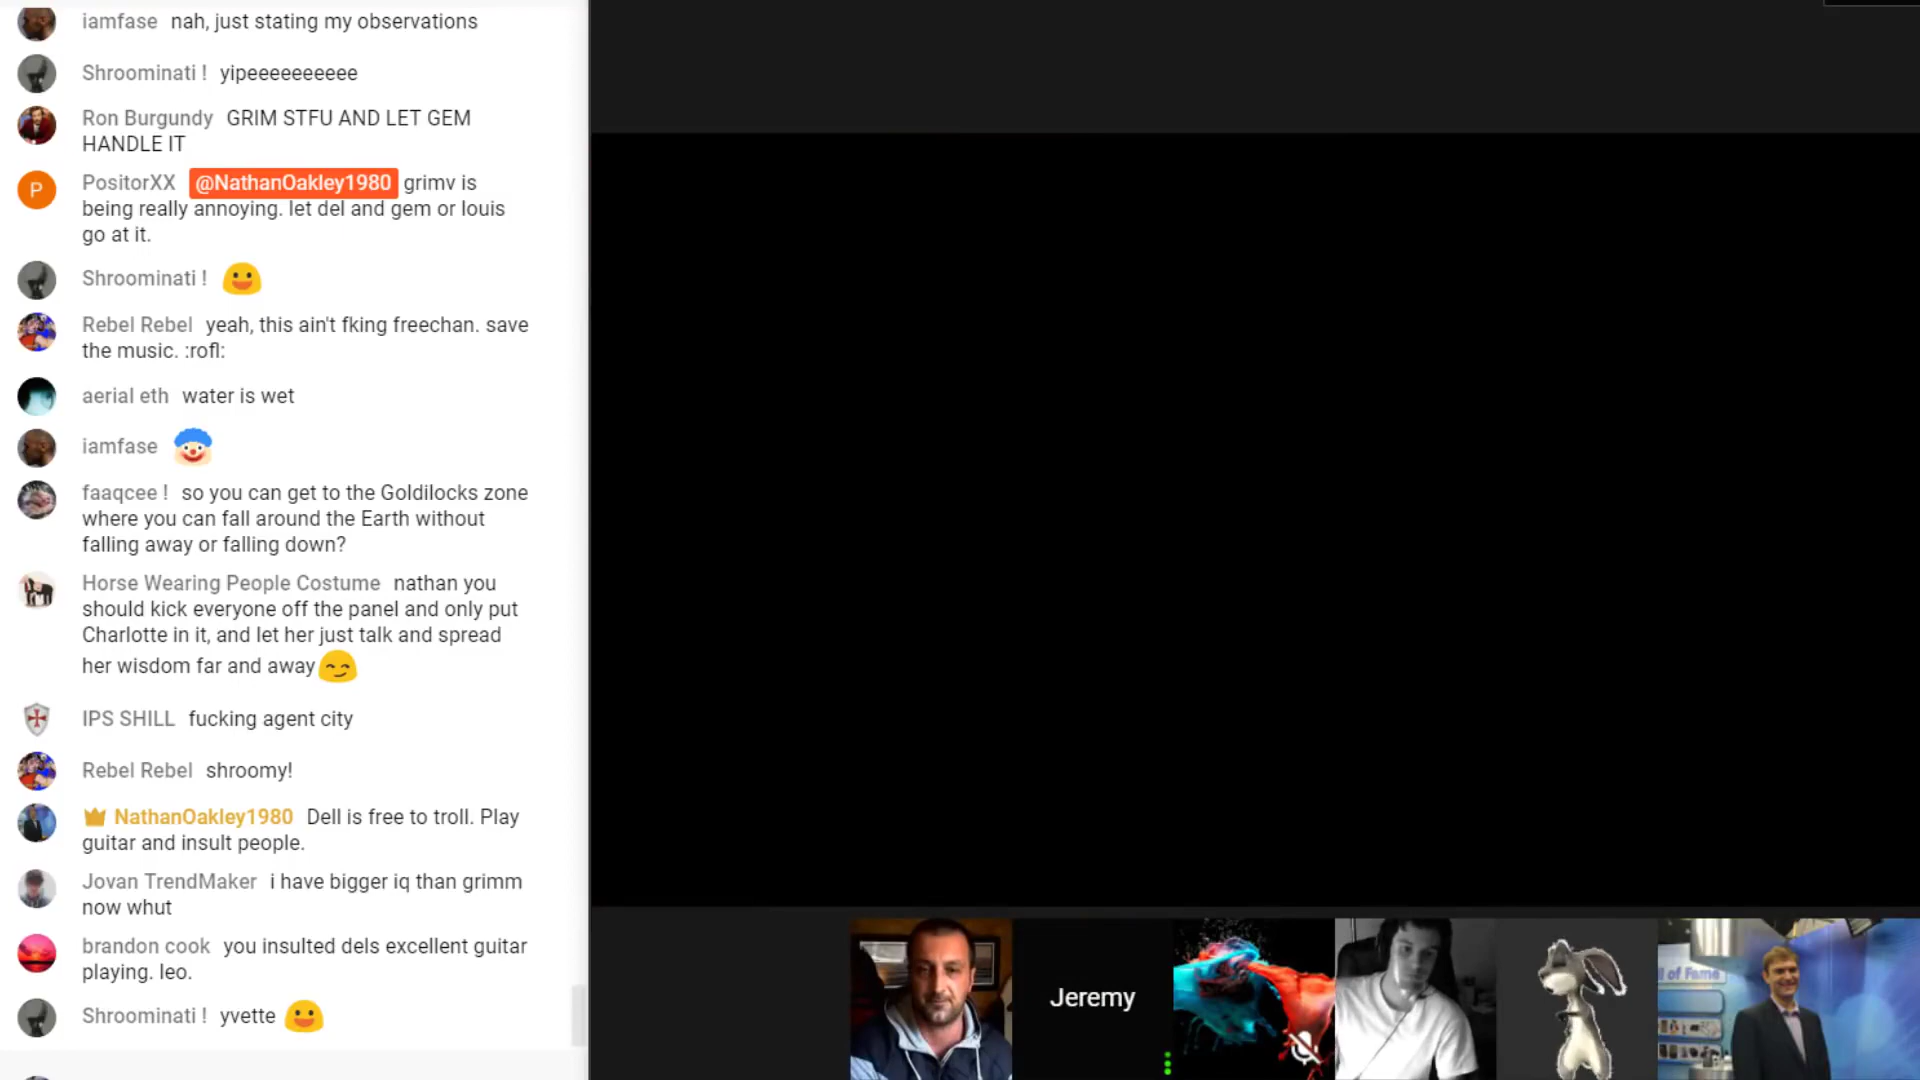 iamfase nah, just stating my observations
Shroominati ! yipeeeeeeeeee
Ron Burgundy GRIM STFU AND LET GEM
HANDLE IT
P
PositorXX @NathanOakley1980 grimv is
being really annoying. let del and gem or louis
go at it.
Shroominati !
Rebel Rebel yeah, this ain't fking freechan. save
the music. :rofl:
aerial eth water is wet
iamfase
faaqcee ! so you can get to the Goldilocks zone
where you can fall around the Earth without
falling away or falling down?
Horse Wearing People Costume nathan you
should kick everyone off the panel and only put
Charlotte in it, and let her just talk and spread
her wisdom far and away
IPS SHILL fucking agent city
Rebel Rebel shroomy!
NathanOakley1980 Dell is free to troll. Play
guitar and insult people.
Jovan TrendMaker i have bigger iq than grimm
now whut
brandon cook you insulted dels excellent guitar
playing. leo.
Shroominati ! yvette
Jeremy
l of Fame